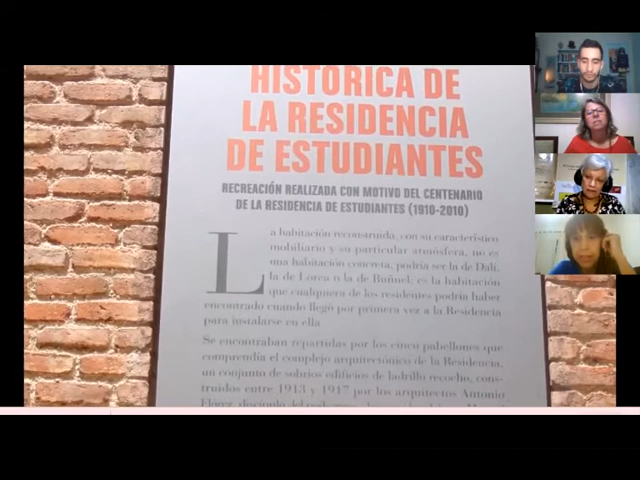 HISTÓRICA DE
LA RESIDENCIA
DE ESTUDIANTES
RECREACIÓN REALIZADA CON MOTIVO DEL CENTENARIO
DE LA RESIDENCIA DE ESTUDIANTES (1910-2010)
La habitación reconstruida, con su característico
mobiliario y su particular atmósfera, no es
una habitación concreta, podría ser la de Dalí,
la de Lorca o la de Buñuel, es la habitación
que cualquiera de los residentes podría haber
encontrado cuando llegó por primera vez a la Residencia
para instalarse en ella
Se encontraban repartidas por los cinco pabellones que
comprendía el complejo arquitectónico de la Residencia,
un conjunto de sobrios edificios de ladrillo recocho, cons-
truidos entre 1913 y 1917 por los arquitectos Antonio
Flórez, discípulo del